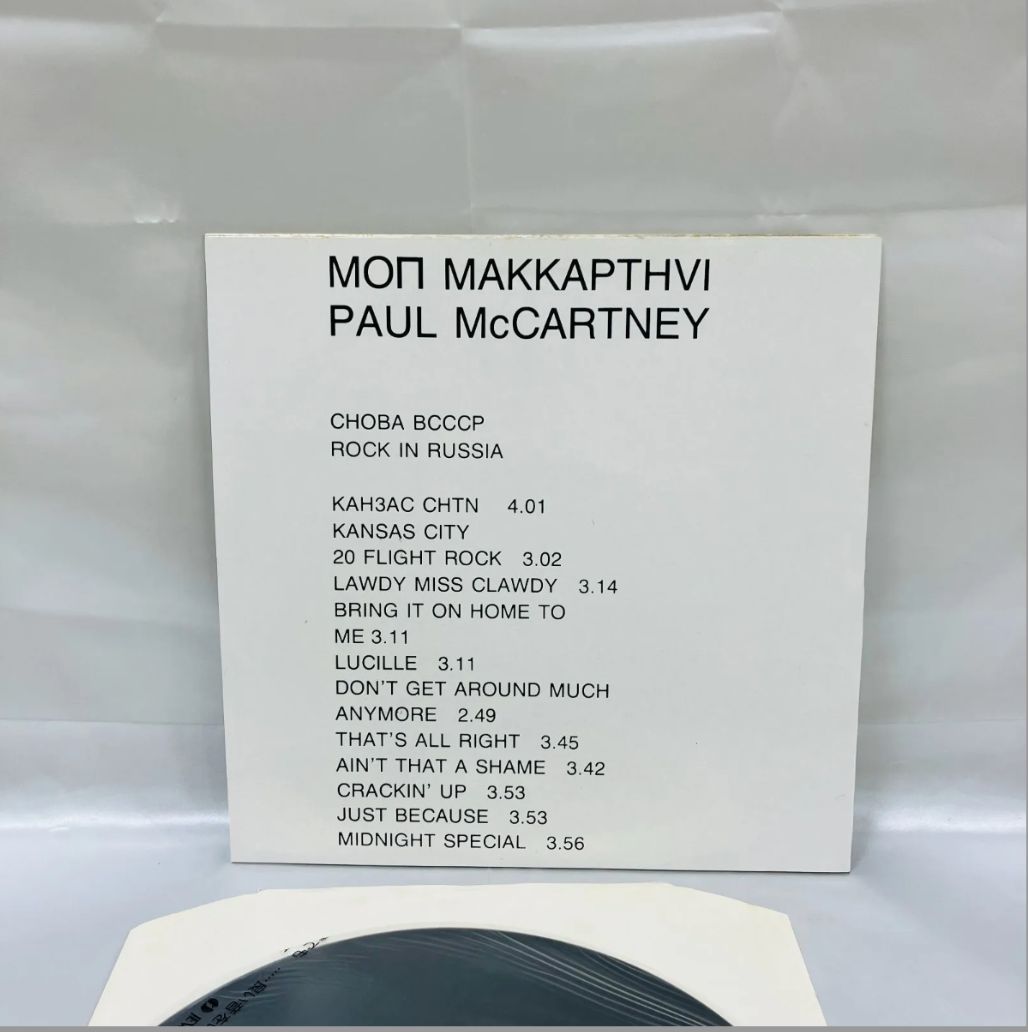 МОП МАККАРТНVI
PAUL McCARTNEY
СНОВА ВСССР
ROCK IN RUSSIA
КАНЗАС СНТN 4.01
KANSAS CITY
20 FLIGHT ROCK 3.02
LAWDY MISS CLAWDY 3.14
BRING IT ON HOME TO
ME 3.11
LUCILLE 3.11
DON'T GET AROUND MUCH
ANYMORE 2.49
THAT'S ALL RIGHT 3.45
AIN'T THAT A SHAME 3.42
CRACKIN' UP 3.53
JUST BECAUSE 3.53
MIDNIGHT SPECIAL 3.56